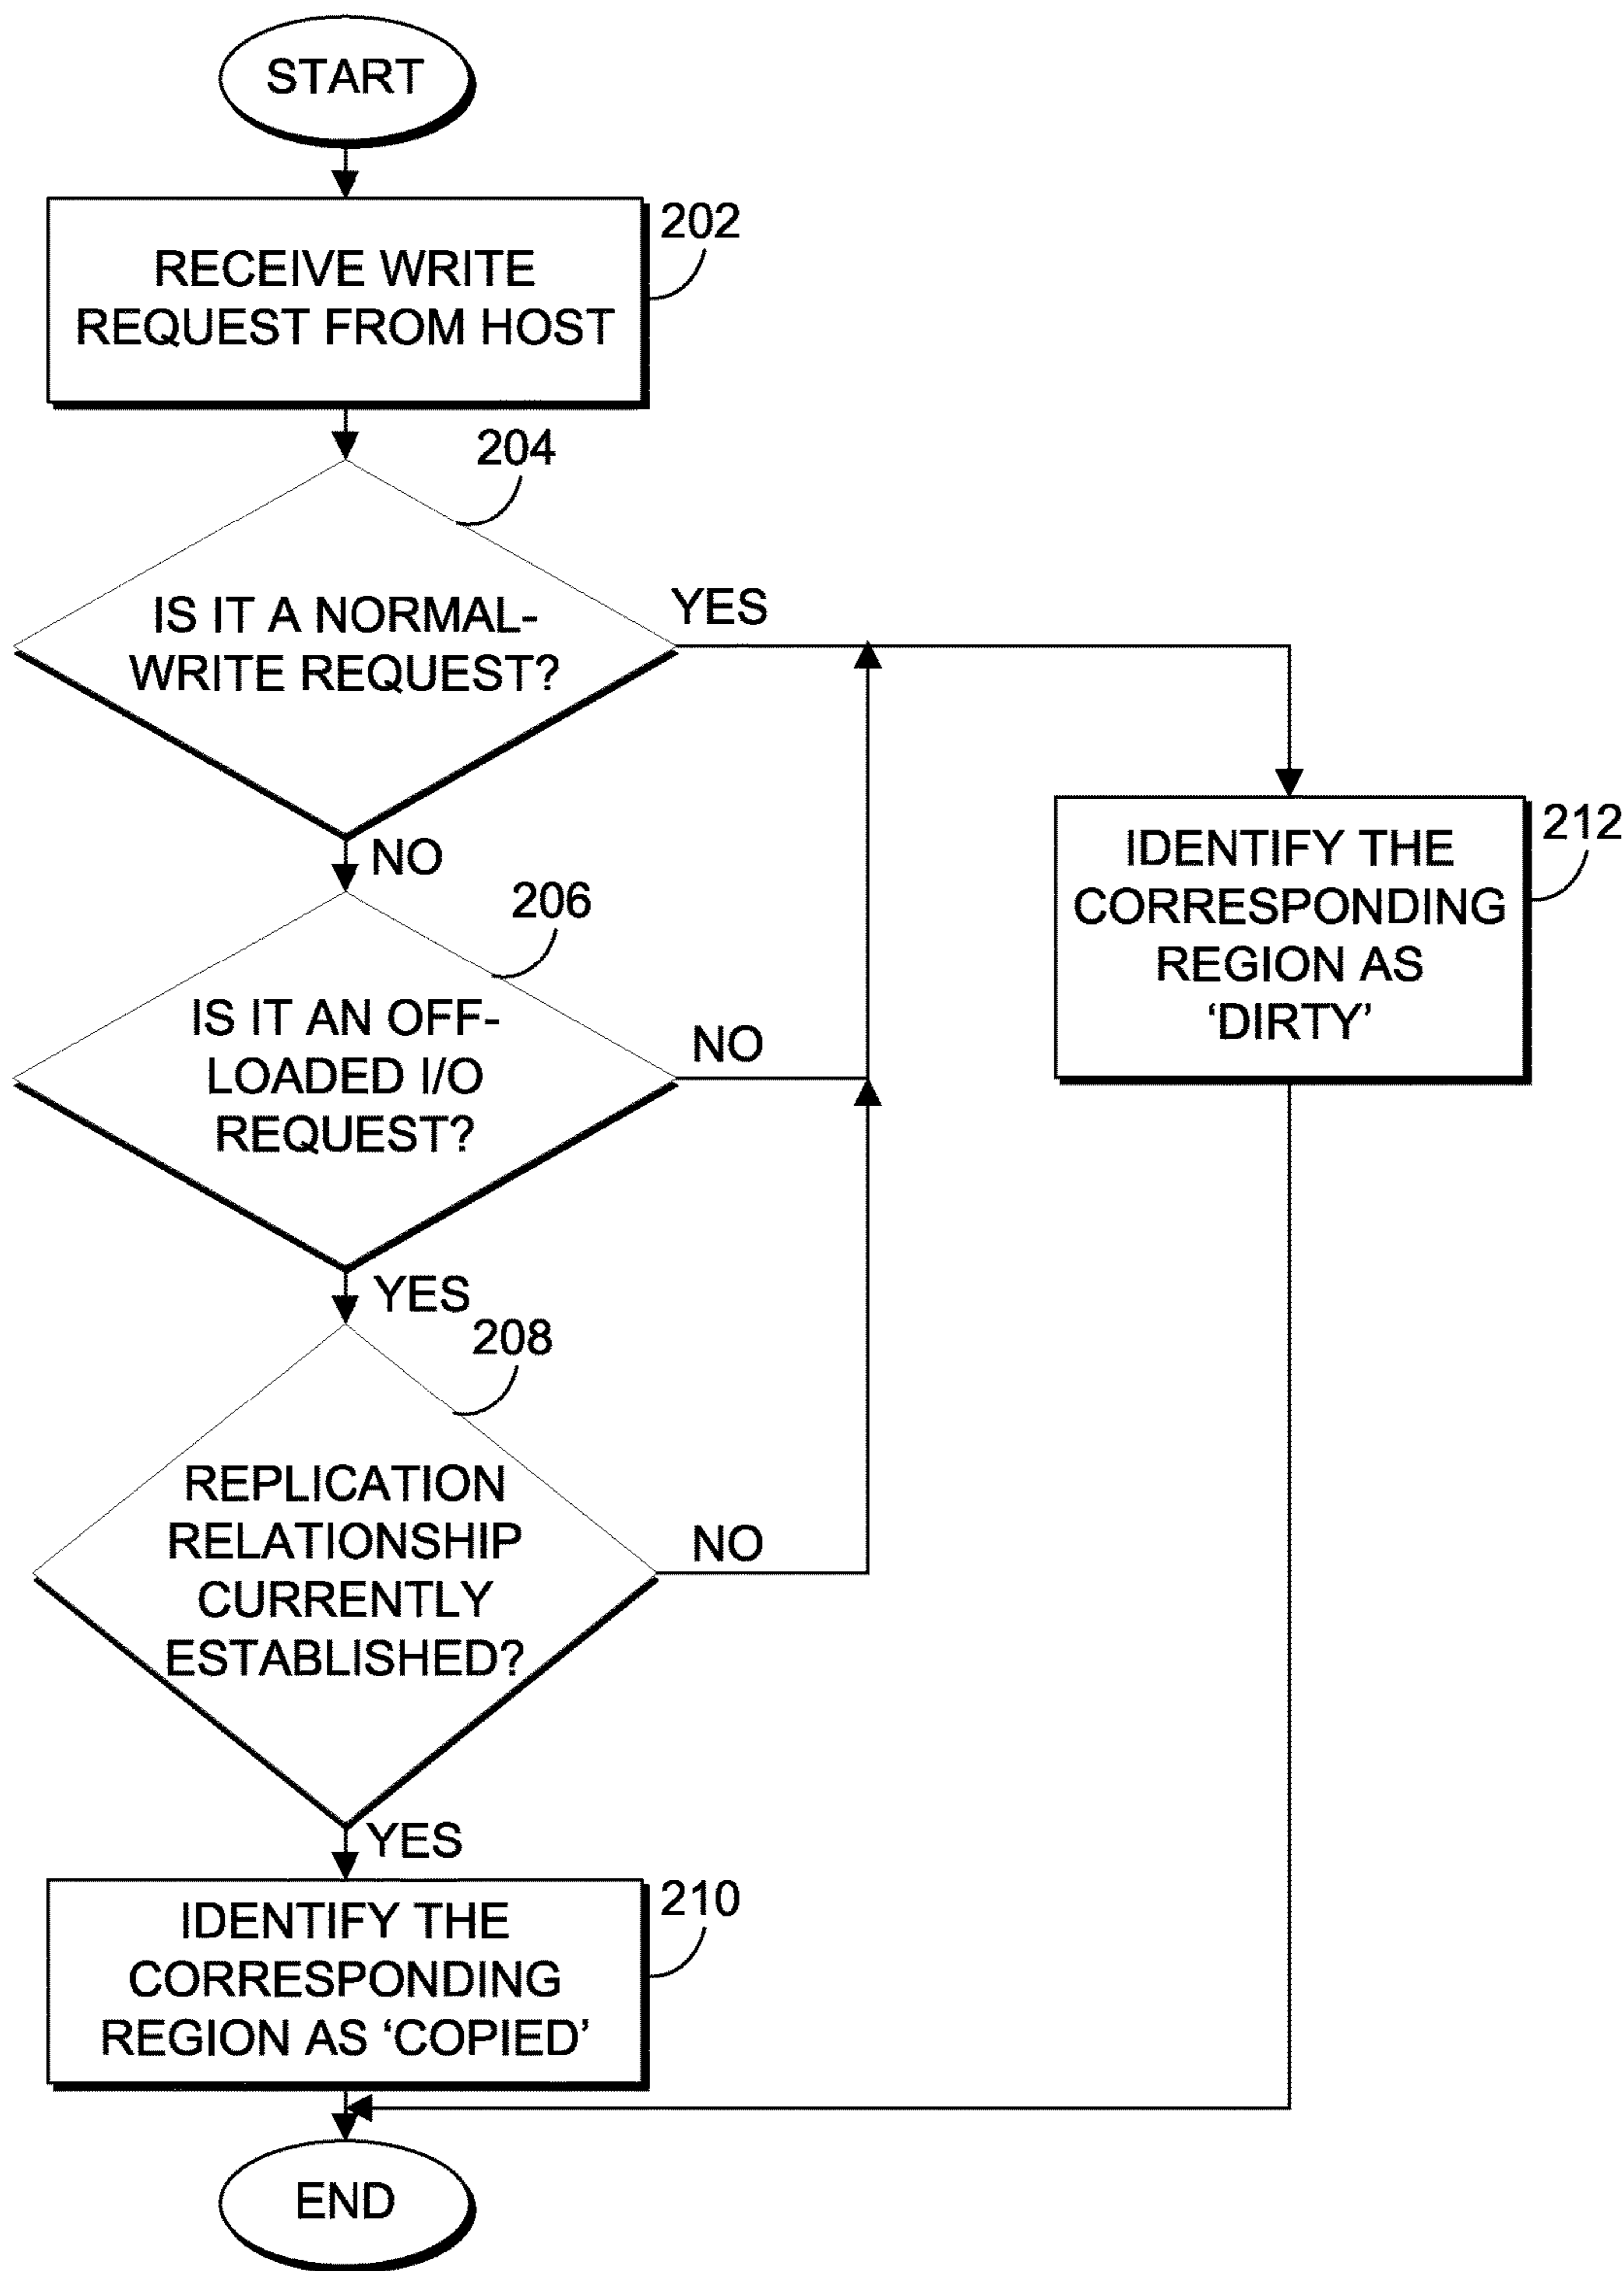 START
202
RECEIVE WRITE
REQUEST FROM HOST
204
IS IT A NORMAL-
WRITE REQUEST?
YES
NO
212
IDENTIFY THE
CORRESPONDING
REGION AS
‘DIRTY’
206
IS IT AN OFF-
LOADED I/O
REQUEST?
NO
YES
208
REPLICATION
RELATIONSHIP
CURRENTLY
ESTABLISHED?
NO
YES
210
IDENTIFY THE
CORRESPONDING
REGION AS ‘COPIED’
END